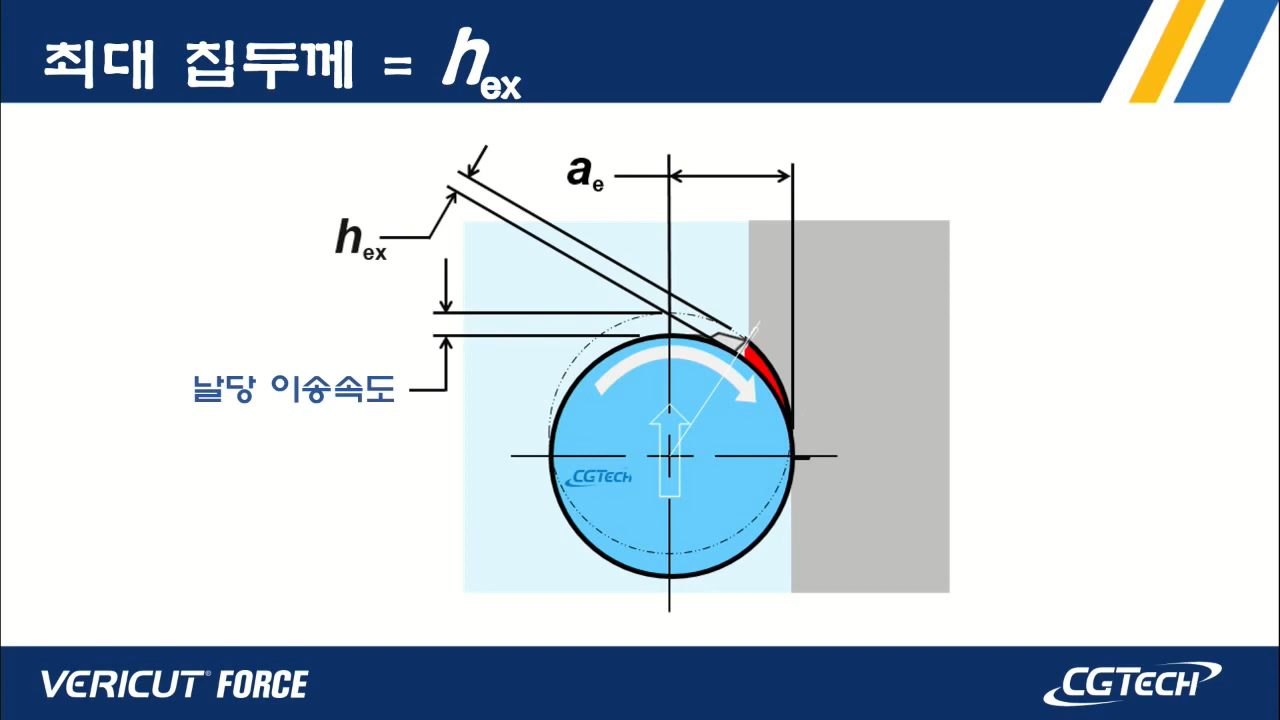 최대 칩두께 = hex
ae
hex
날당 이송속도
CGTECH
VERICUT® FORCE
CGTECH